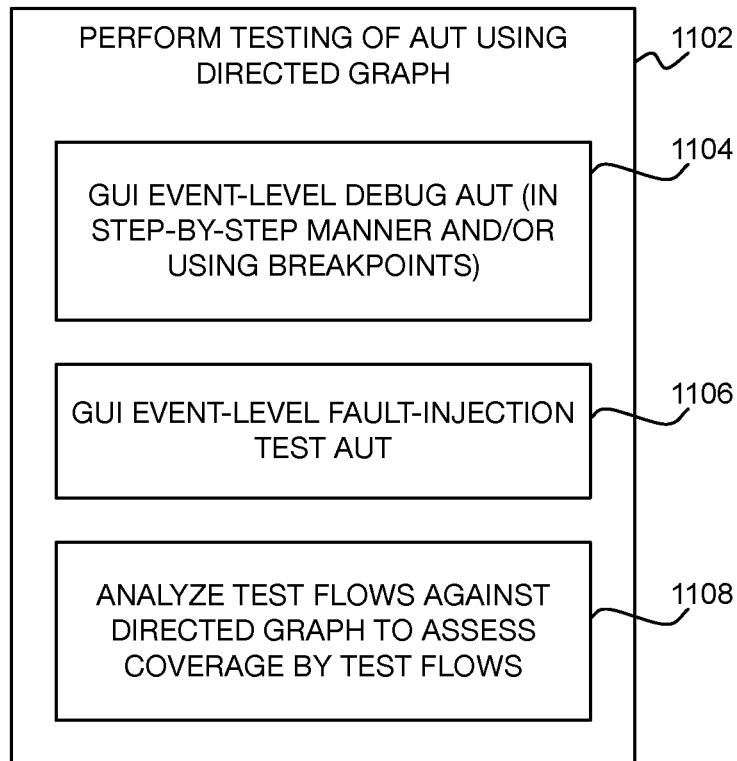 PERFORM TESTING OF AUT USING
DIRECTED GRAPH
1102
1104
GUI EVENT-LEVEL DEBUG AUT (IN
STEP-BY-STEP MANNER AND/OR
USING BREAKPOINTS)
1106
GUI EVENT-LEVEL FAULT-INJECTION
TEST AUT
1108
ANALYZE TEST FLOWS AGAINST
DIRECTED GRAPH TO ASSESS
COVERAGE BY TEST FLOWS